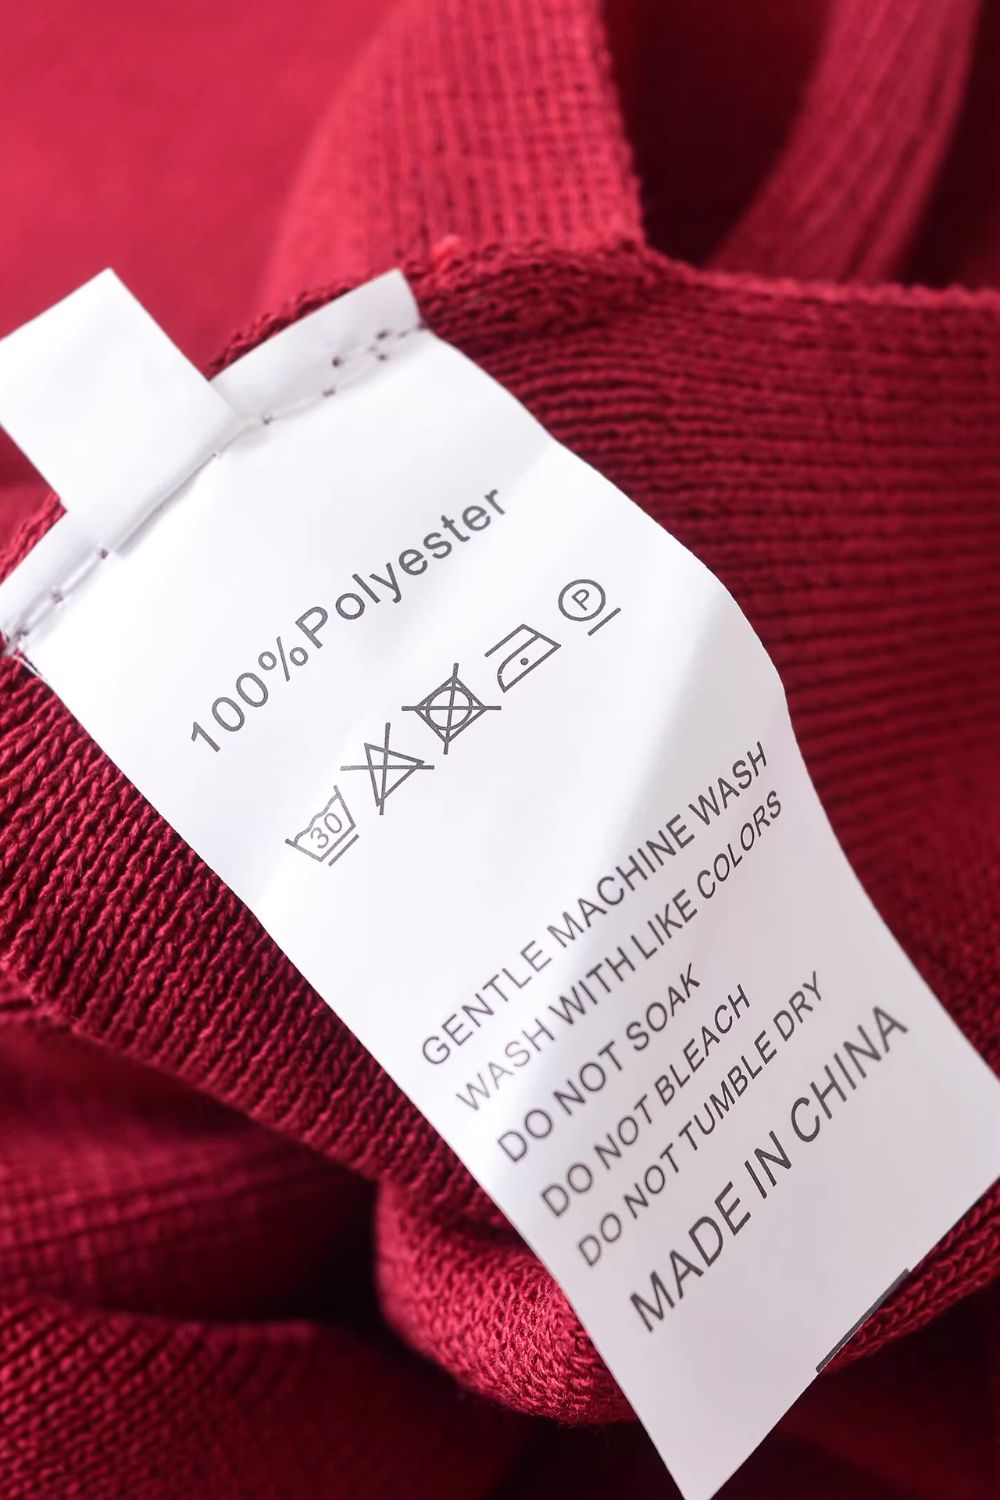 100%Polyester
30 P
GENTLE MACHINE WASH
WASH WITH LIKE COLORS
DO NOT SOAK
DO NOT BLEACH
DO NOT TUMBLE DRY
MADE IN CHINA